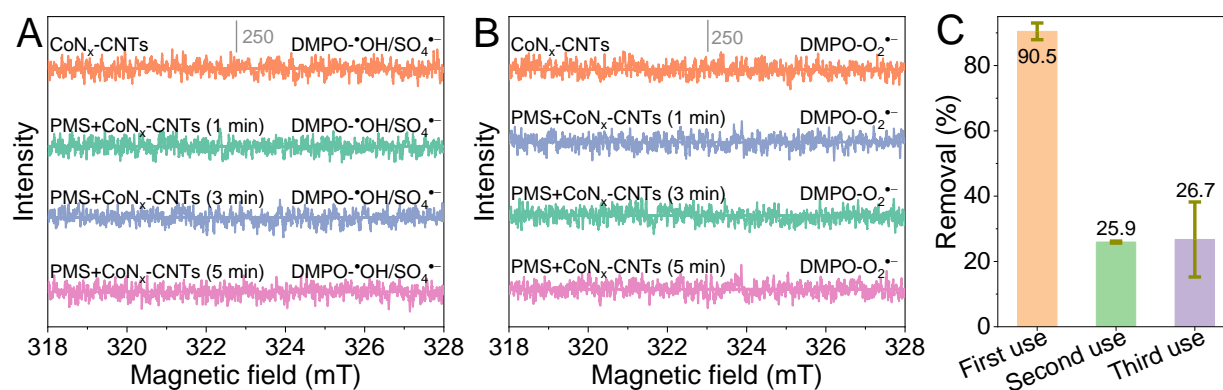 A
250
CoNₓ-CNTs DMPO-•OH/SO₄•−
PMS+CoNₓ-CNTs (1 min) DMPO-•OH/SO₄•−
PMS+CoNₓ-CNTs (3 min) DMPO-•OH/SO₄•−
PMS+CoNₓ-CNTs (5 min) DMPO-•OH/SO₄•−
Intensity
318 320 322 324 326 328
Magnetic field (mT)
B
250
CoNₓ-CNTs DMPO-O₂•−
PMS+CoNₓ-CNTs (1 min) DMPO-O₂•−
PMS+CoNₓ-CNTs (3 min) DMPO-O₂•−
PMS+CoNₓ-CNTs (5 min) DMPO-O₂•−
Intensity
318 320 322 324 326 328
Magnetic field (mT)
C
Removal (%)
80
60
40
20
0
90.5
25.9
26.7
First use
Second use
Third use